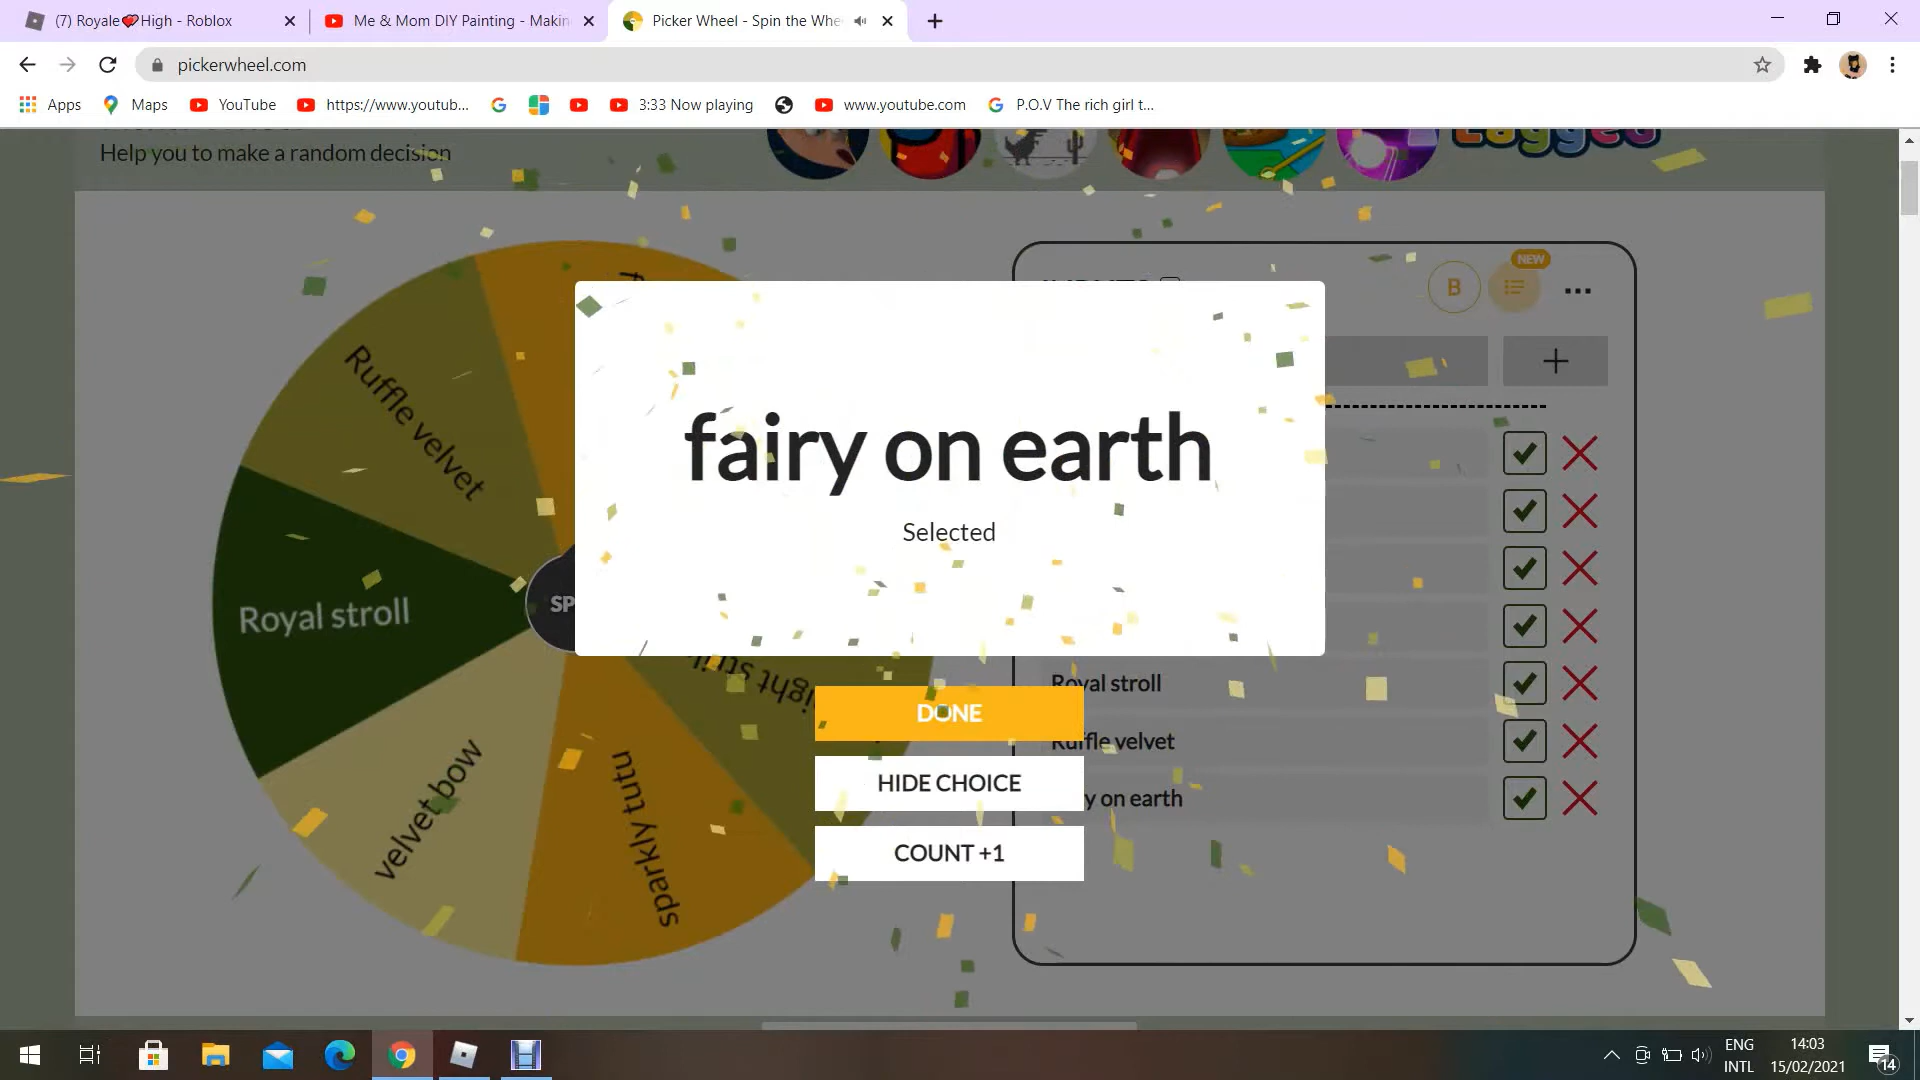 (7) Royale❤High - Roblox
Me & Mom DIY Painting - Makin
Picker Wheel - Spin the Whe
pickerwheel.com
Apps
Maps
YouTube
https://www.youtub...
3:33 Now playing
www.youtube.com
P.O.V The rich girl t...
Help you to make a random decision
NEW
B
Ruffle velvet
fairy on earth
Selected
Royal stroll
SP
velvet bow
sparkly tutu
Royal stroll
DONE
Ruffle velvet
HIDE CHOICE
y on earth
COUNT +1
ENG
INTL
14:03
15/02/2021
14